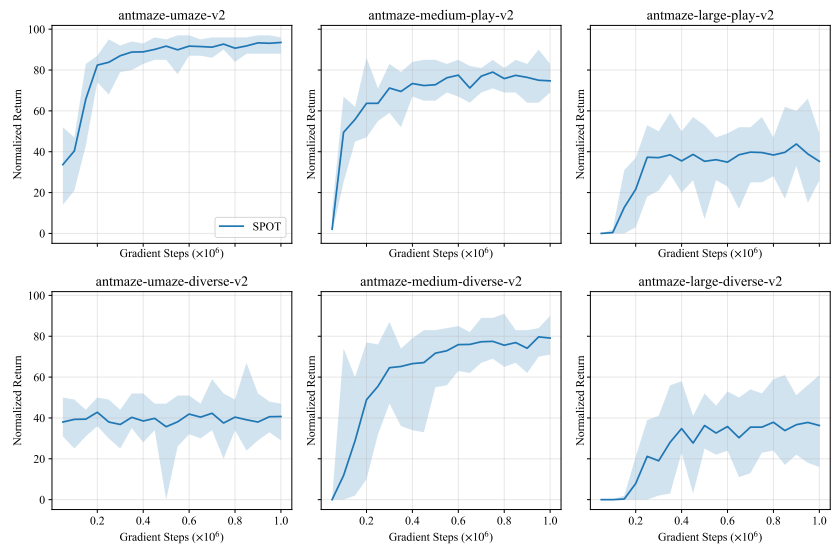 antmaze-umaze-v2
antmaze-medium-play-v2
antmaze-large-play-v2
100
80
60
40
20
0
Normalized Return
Normalized Return
Normalized Return
SPOT
Gradient Steps (×10⁶)
Gradient Steps (×10⁶)
Gradient Steps (×10⁶)
antmaze-umaze-diverse-v2
antmaze-medium-diverse-v2
antmaze-large-diverse-v2
100
80
60
40
20
0
Normalized Return
Normalized Return
Normalized Return
0.2 0.4 0.6 0.8 1.0
0.2 0.4 0.6 0.8 1.0
0.2 0.4 0.6 0.8 1.0
Gradient Steps (×10⁶)
Gradient Steps (×10⁶)
Gradient Steps (×10⁶)